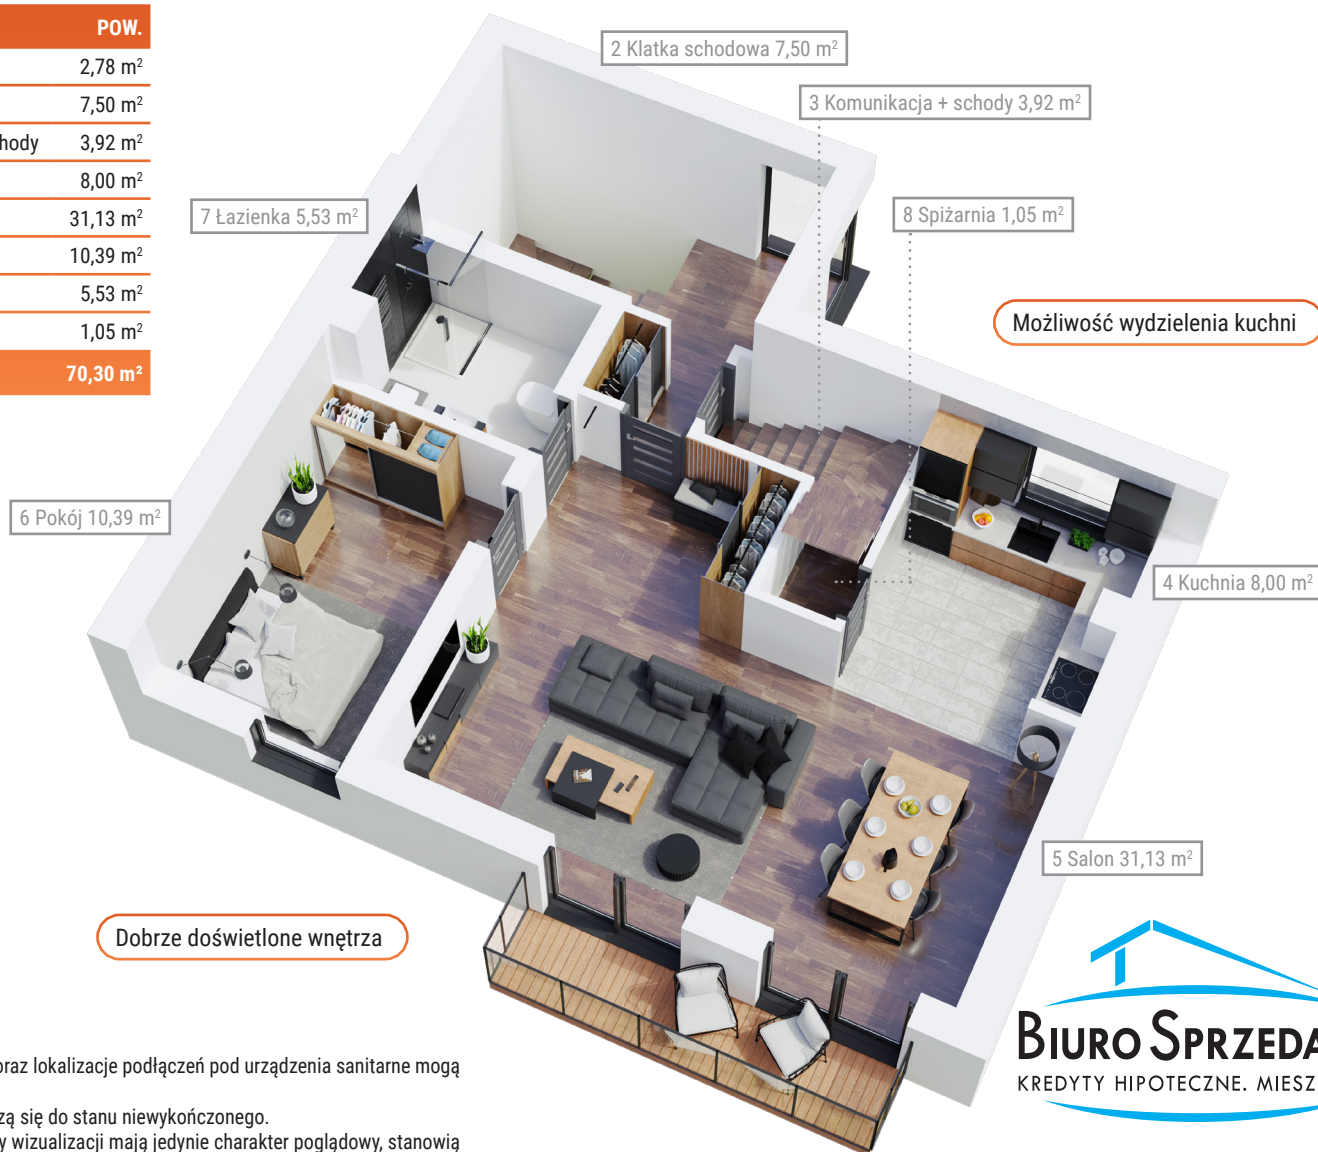 POW.
2,78 m²
7,50 m²
hody 3,92 m²
8,00 m²
31,13 m²
10,39 m²
5,53 m²
1,05 m²
70,30 m²
2 Klatka schodowa 7,50 m²
3 Komunikacja + schody 3,92 m²
7 Łazienka 5,53 m²
8 Spiżarnia 1,05 m²
Możliwość wydzielenia kuchni
6 Pokój 10,39 m²
4 Kuchnia 8,00 m²
5 Salon 31,13 m²
Dobrze doświetlone wnętrza
BIURO SPRZEDA
KREDYTY HIPOTECZNE. MIESZ
oraz lokalizacje podłączeń pod urządzenia sanitarne mogą
zą się do stanu niewykończonego.
y wizualizacji mają jedynie charakter poglądowy, stanowią